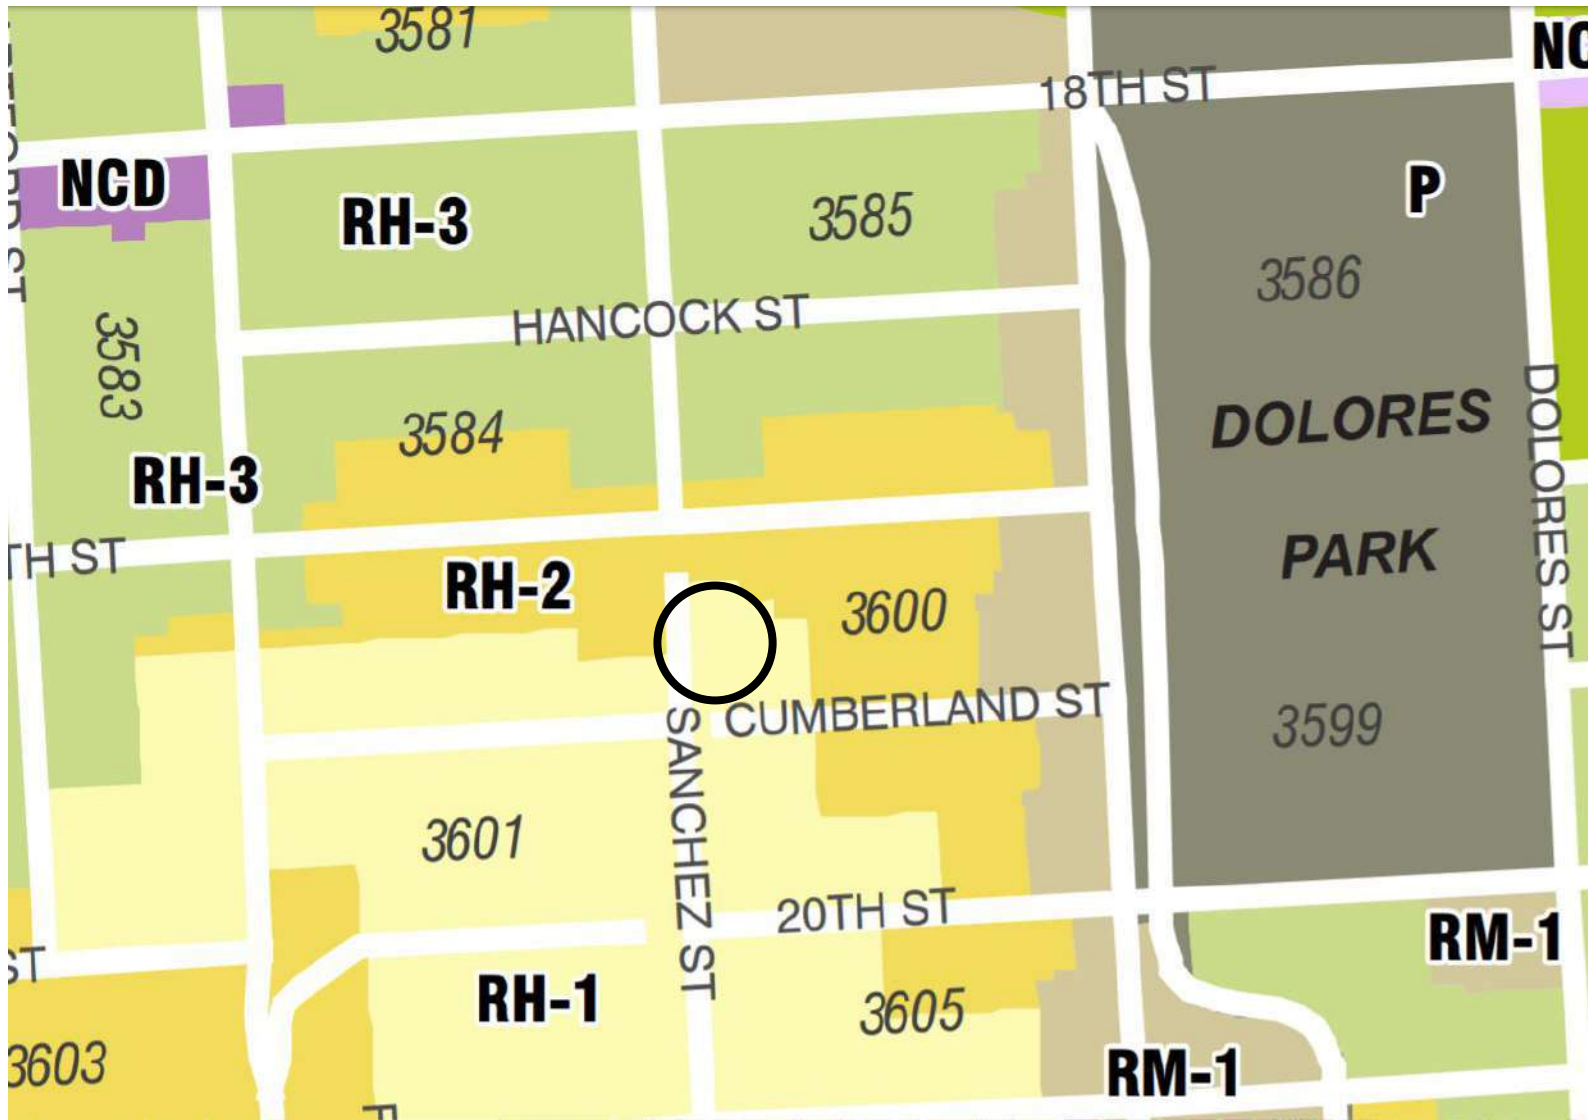 3581
NC
18TH ST
NCD
RH-3
3585
P
3586
HANCOCK ST
3583
DOLORES
3584
DOLORES ST
RH-3
PARK
TH ST
RH-2
3600
CUMBERLAND ST
3599
SANCHEZ ST
3601
20TH ST
RM-1
ST
RH-1
3605
3603
RM-1